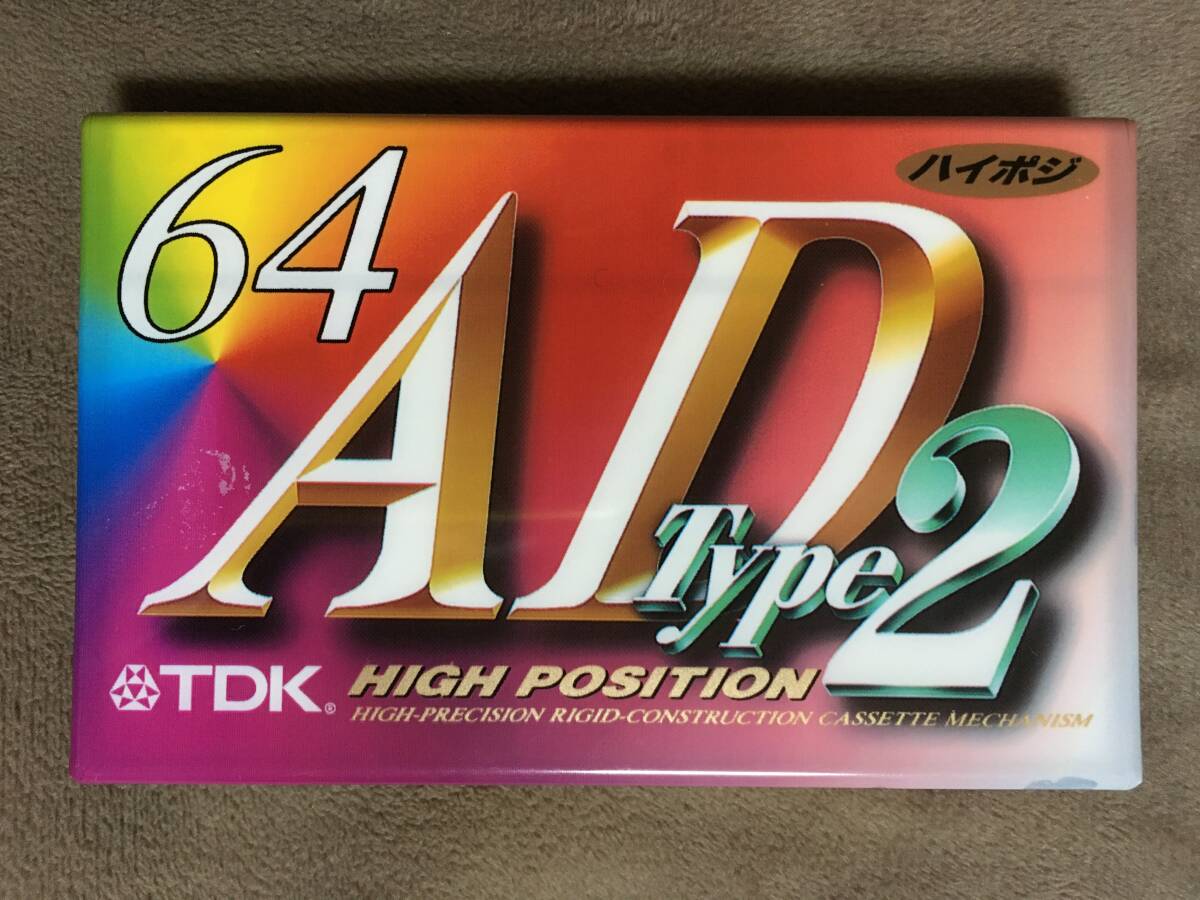 64
ハイポジ
AD
Type2
TDK®
HIGH POSITION
HIGH-PRECISION RIGID-CONSTRUCTION CASSETTE MECHANISM